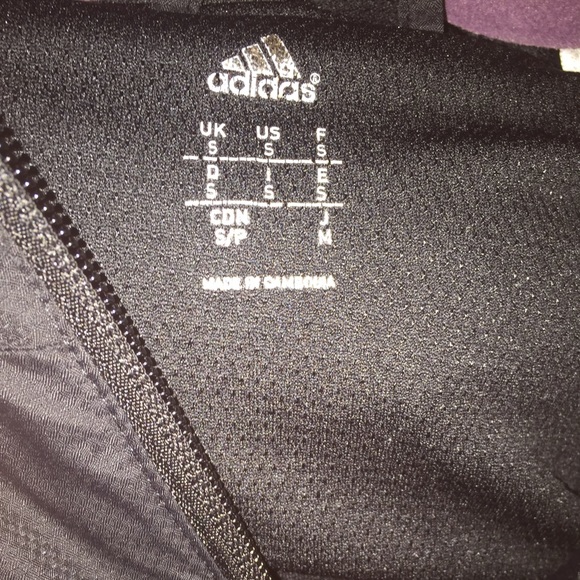 adidas®
UK US F
S S S
D I E
S S S
CDN J
S/P M
MADE IN CAMBODIA